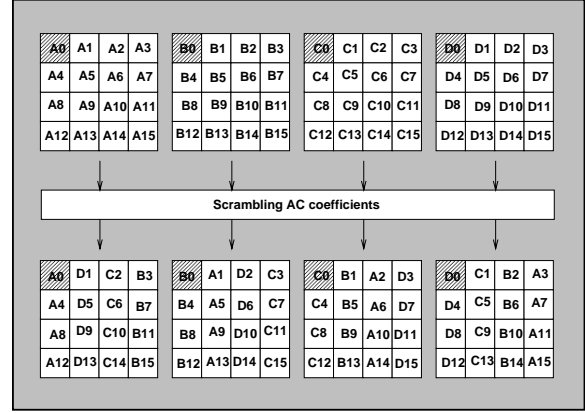 A0 A1 A2 A3 B0 B1 B2 B3 C0 C1 C2 C3 D0 D1 D2 D3
A4 A5 A6 A7 B4 B5 B6 B7 C4 C5 C6 C7 D4 D5 D6 D7
A8 A9 A10 A11 B8 B9 B10 B11 C8 C9 C10 C11 D8 D9 D10 D11
A12 A13 A14 A15 B12 B13 B14 B15 C12 C13 C14 C15 D12 D13 D14 D15
Scrambling AC coefficients
A0 D1 C2 B3 B0 A1 D2 C3 C0 B1 A2 D3 D0 C1 B2 A3
A4 D5 C6 B7 B4 A5 D6 C7 C4 B5 A6 D7 D4 C5 B6 A7
A8 D9 C10 B11 B8 A9 D10 C11 C8 B9 A10 D11 D8 C9 B10 A11
A12 D13 C14 B15 B12 A13 D14 C15 C12 B13 A14 D15 D12 C13 B14 A15